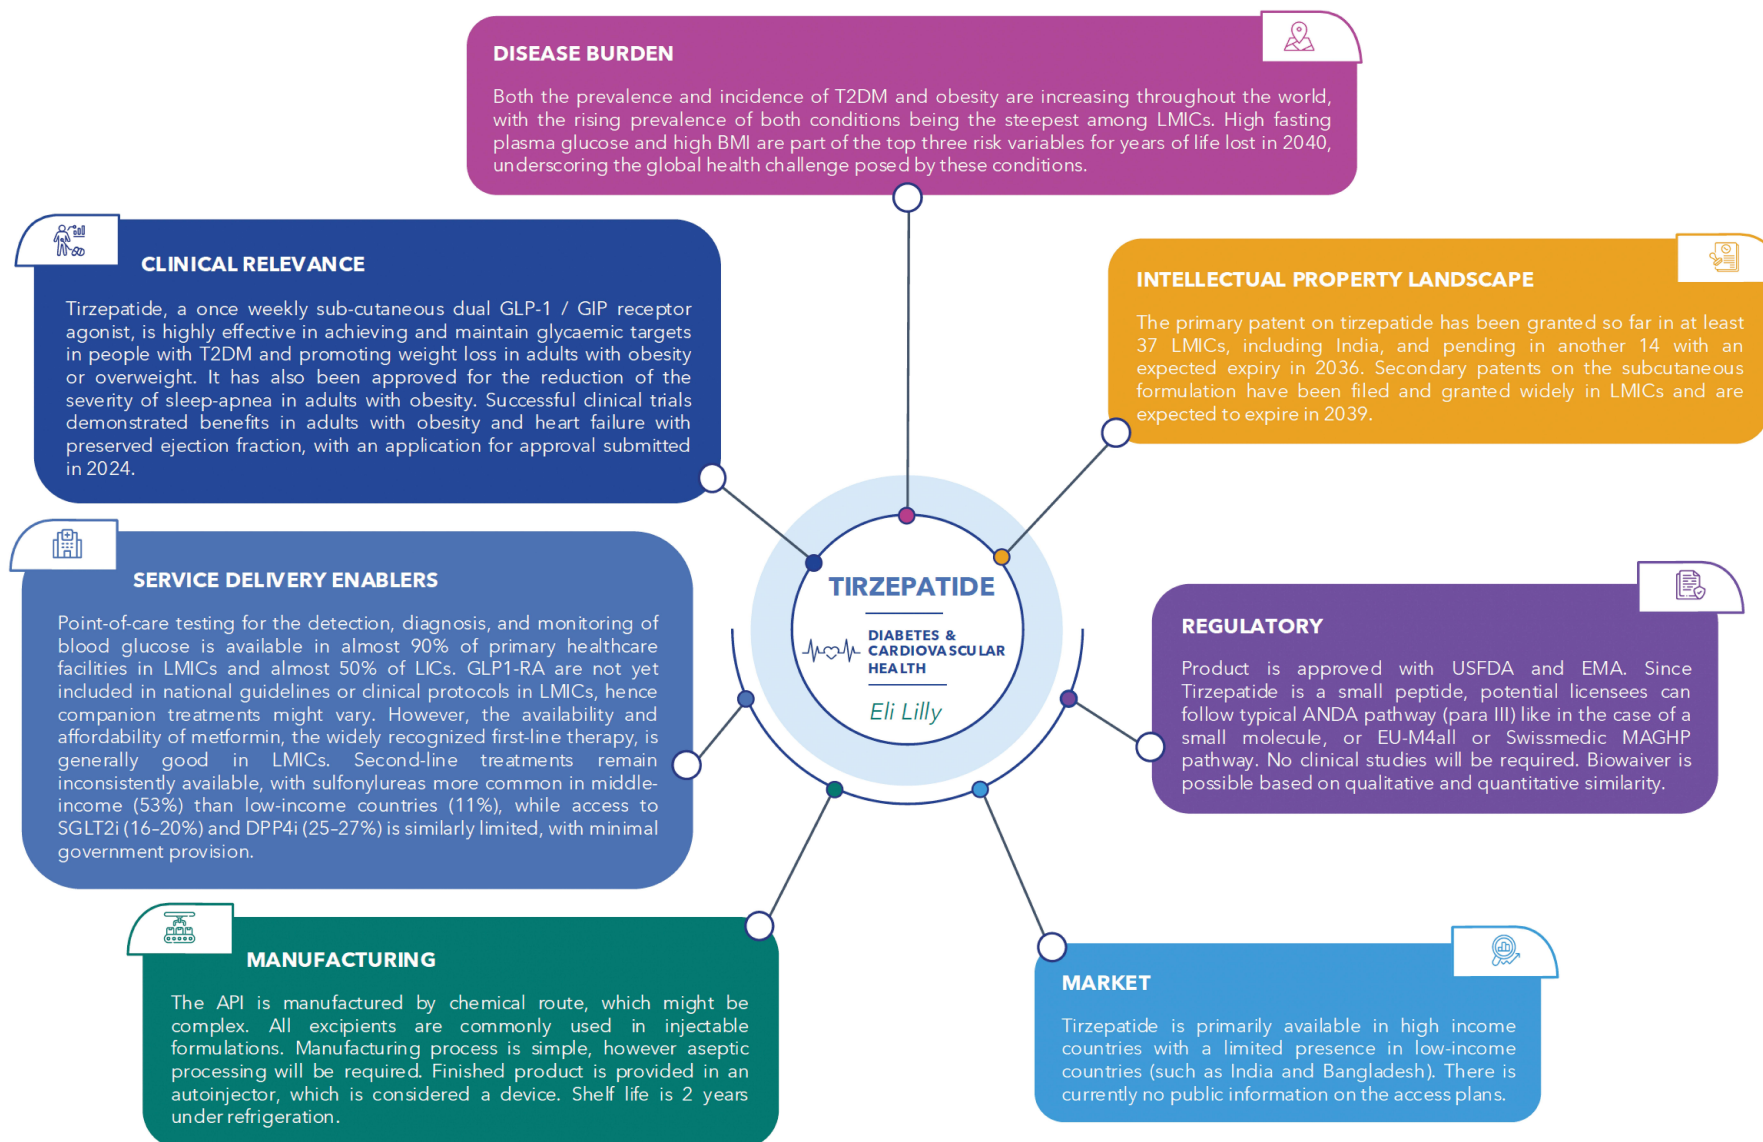 DISEASE BURDEN
Both the prevalence and incidence of T2DM and obesity are increasing throughout the world,
with the rising prevalence of both conditions being the steepest among LMICs. High fasting
plasma glucose and high BMI are part of the top three risk variables for years of life lost in 2040,
underscoring the global health challenge posed by these conditions.
CLINICAL RELEVANCE
Tirzepatide, a once weekly sub-cutaneous dual GLP-1 / GIP receptor
agonist, is highly effective in achieving and maintain glycaemic targets
in people with T2DM and promoting weight loss in adults with obesity
or overweight. It has also been approved for the reduction of the
severity of sleep-apnea in adults with obesity. Successful clinical trials
demonstrated benefits in adults with obesity and heart failure with
preserved ejection fraction, with an application for approval submitted
in 2024.
INTELLECTUAL PROPERTY LANDSCAPE
The primary patent on tirzepatide has been granted so far in at least
37 LMICs, including India, and pending in another 14 with an
expected expiry in 2036. Secondary patents on the subcutaneous
formulation have been filed and granted widely in LMICs and are
expected to expire in 2039.
TIRZEPATIDE
DIABETES &
CARDIOVASCULAR
HEALTH
Eli Lilly
SERVICE DELIVERY ENABLERS
Point-of-care testing for the detection, diagnosis, and monitoring of
blood glucose is available in almost 90% of primary healthcare
facilities in LMICs and almost 50% of LICs. GLP1-RA are not yet
included in national guidelines or clinical protocols in LMICs, hence
companion treatments might vary. However, the availability and
affordability of metformin, the widely recognized first-line therapy, is
generally good in LMICs. Second-line treatments remain
inconsistently available, with sulfonylureas more common in middle-
income (53%) than low-income countries (11%), while access to
SGLT2i (16–20%) and DPP4i (25–27%) is similarly limited, with minimal
government provision.
REGULATORY
Product is approved with USFDA and EMA. Since
Tirzepatide is a small peptide, potential licensees can
follow typical ANDA pathway (para III) like in the case of a
small molecule, or EU-M4all or Swissmedic MAGHP
pathway. No clinical studies will be required. Biowaiver is
possible based on qualitative and quantitative similarity.
MANUFACTURING
The API is manufactured by chemical route, which might be
complex. All excipients are commonly used in injectable
formulations. Manufacturing process is simple, however aseptic
processing will be required. Finished product is provided in an
autoinjector, which is considered a device. Shelf life is 2 years
under refrigeration.
MARKET
Tirzepatide is primarily available in high income
countries with a limited presence in low-income
countries (such as India and Bangladesh). There is
currently no public information on the access plans.